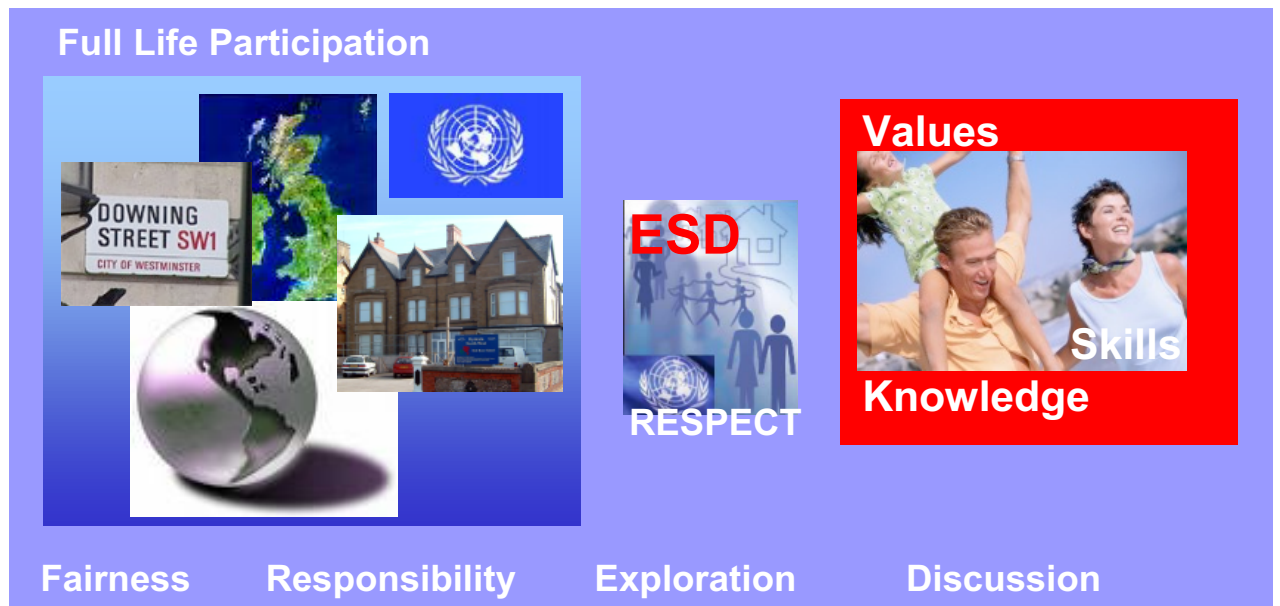 Full Life Participation
DOWNING
STREET SW1
CITY OF WESTMINSTER
ESD
RESPECT
Values
Skills
Knowledge
Fairness
Responsibility
Exploration
Discussion